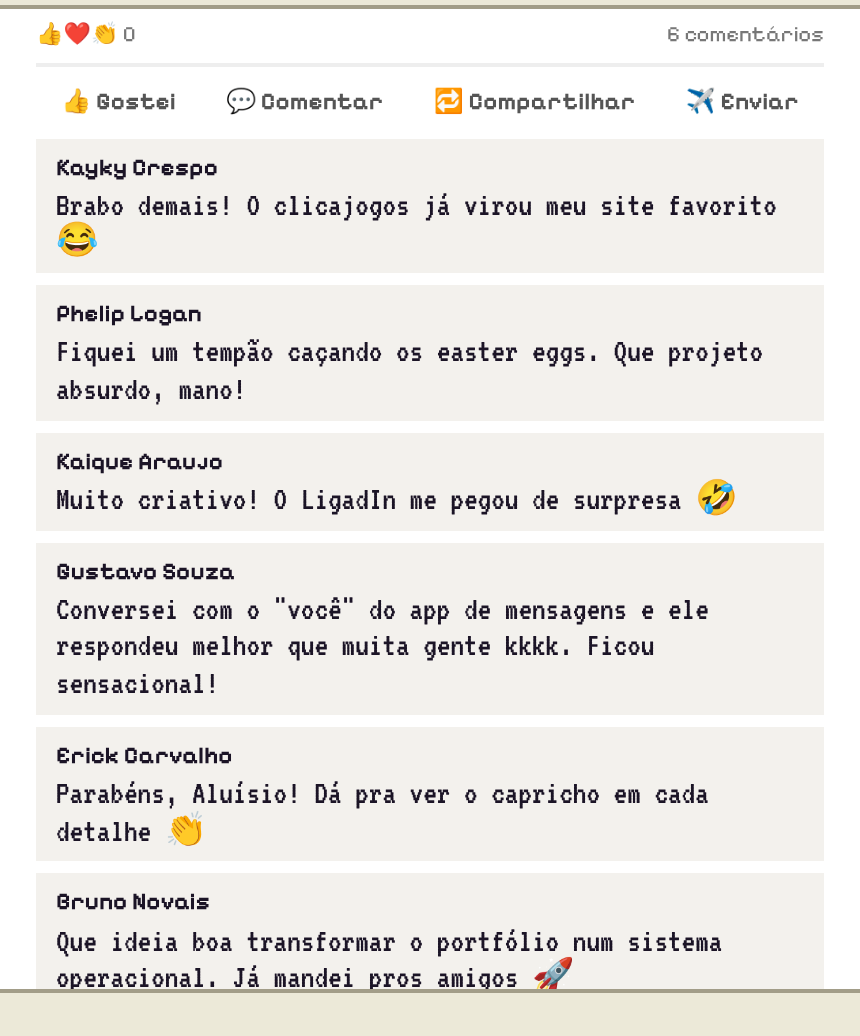 👍❤️👏 0
6 comentários
👍 Gostei
💬 Comentar
🔁 Compartilhar
✈️ Enviar
Kayky Crespo
Brabo demais! O clicajogos já virou meu site favorito
😂
Phelip Logan
Fiquei um tempão caçando os easter eggs. Que projeto
absurdo, mano!
Kaique Araujo
Muito criativo! O LigadIn me pegou de surpresa 🤣
Gustavo Souza
Conversei com o "você" do app de mensagens e ele
respondeu melhor que muita gente kkkk. Ficou
sensacional!
Erick Carvalho
Parabéns, Aluísio! Dá pra ver o capricho em cada
detalhe 👏
Bruno Novais
Que ideia boa transformar o portfólio num sistema
operacional. Já mandei pros amigos 🚀